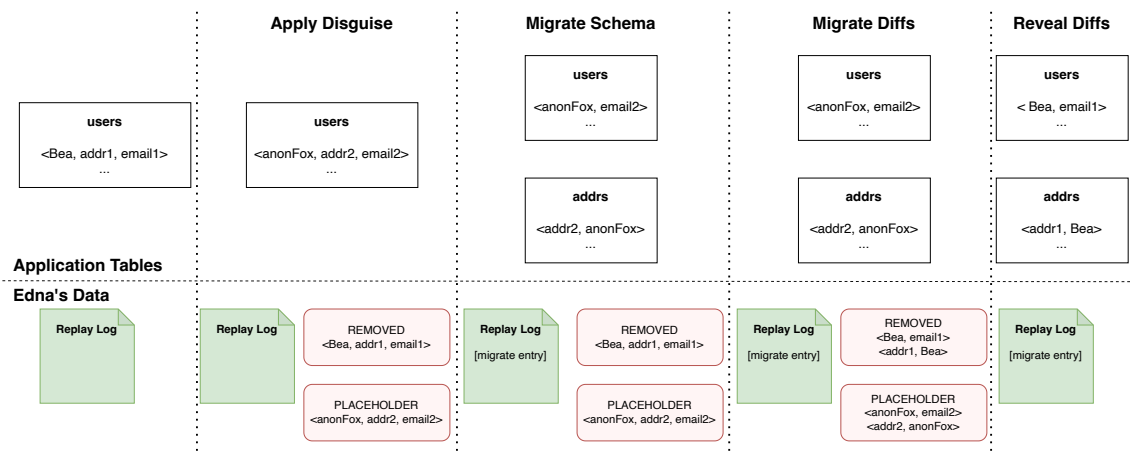 Apply Disguise
Migrate Schema
Migrate Diffs
Reveal Diffs
users
<Bea, addr1, email1>
...
users
<anonFox, addr2, email2>
...
users
<anonFox, email2>
...
addrs
<addr2, anonFox>
...
users
<anonFox, email2>
...
addrs
<addr2, anonFox>
...
users
< Bea, email1>
...
addrs
<addr1, Bea>
...
Application Tables
Edna's Data
Replay Log
Replay Log
REMOVED
<Bea, addr1, email1>
PLACEHOLDER
<anonFox, addr2, email2>
Replay Log
[migrate entry]
REMOVED
<Bea, addr1, email1>
PLACEHOLDER
<anonFox, addr2, email2>
Replay Log
[migrate entry]
REMOVED
<Bea, email1>
<addr1, Bea>
PLACEHOLDER
<anonFox, email2>
<addr2, anonFox>
Replay Log
[migrate entry]